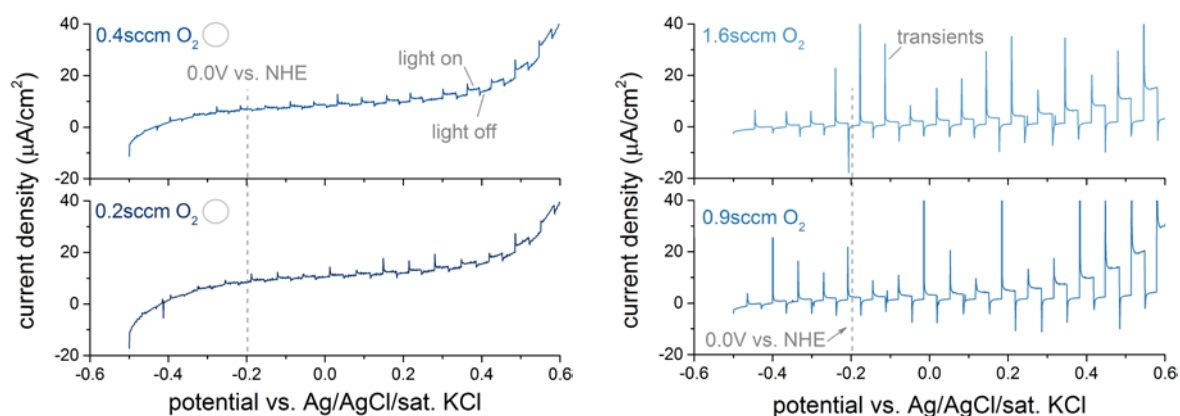 40
20
0
-20
0.4sccm O2
0.0V vs. NHE
light on
light off
40
20
0
-20
0.2sccm O2
-0.6 -0.4 -0.2 0.0 0.2 0.4 0.6
current density (μA/cm2)
potential vs. Ag/AgCl/sat. KCl
40
20
0
-20
1.6sccm O2
transients
40
20
0
-20
0.9sccm O2
0.0V vs. NHE
-0.6 -0.4 -0.2 0.0 0.2 0.4 0.6
current density (μA/cm2)
potential vs. Ag/AgCl/sat. KCl